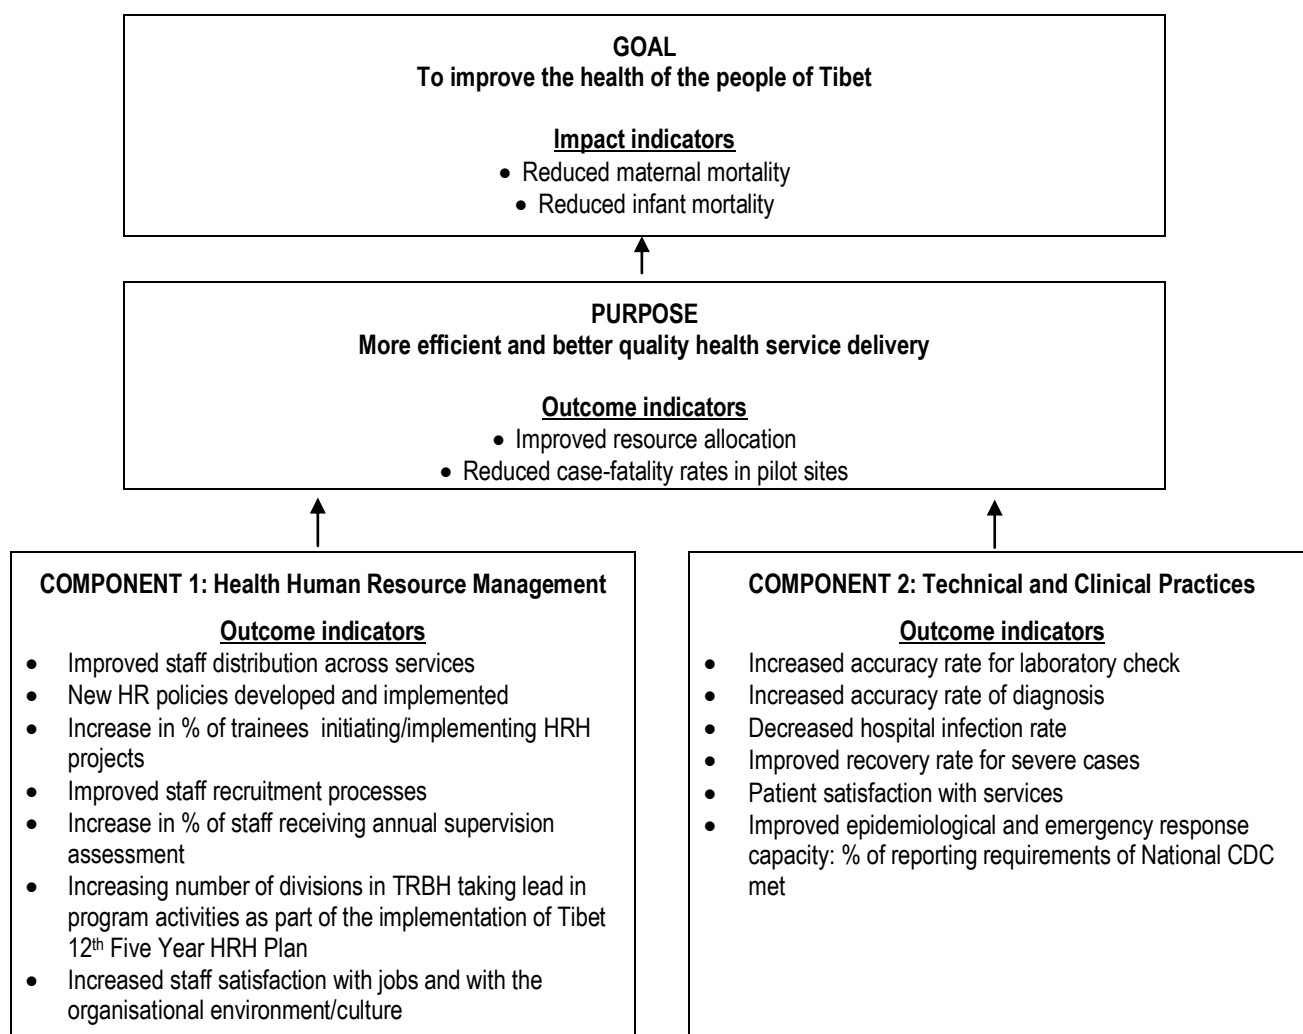 GOAL
To improve the health of the people of Tibet
Impact indicators
• Reduced maternal mortality
• Reduced infant mortality
PURPOSE
More efficient and better quality health service delivery
Outcome indicators
• Improved resource allocation
• Reduced case-fatality rates in pilot sites
COMPONENT 1: Health Human Resource Management
Outcome indicators
• Improved staff distribution across services
• New HR policies developed and implemented
• Increase in % of trainees initiating/implementing HRH
projects
• Improved staff recruitment processes
• Increase in % of staff receiving annual supervision
assessment
• Increasing number of divisions in TRBH taking lead in
program activities as part of the implementation of Tibet
12th Five Year HRH Plan
• Increased staff satisfaction with jobs and with the
organisational environment/culture
COMPONENT 2: Technical and Clinical Practices
Outcome indicators
• Increased accuracy rate for laboratory check
• Increased accuracy rate of diagnosis
• Decreased hospital infection rate
• Improved recovery rate for severe cases
• Patient satisfaction with services
• Improved epidemiological and emergency response
capacity: % of reporting requirements of National CDC
met